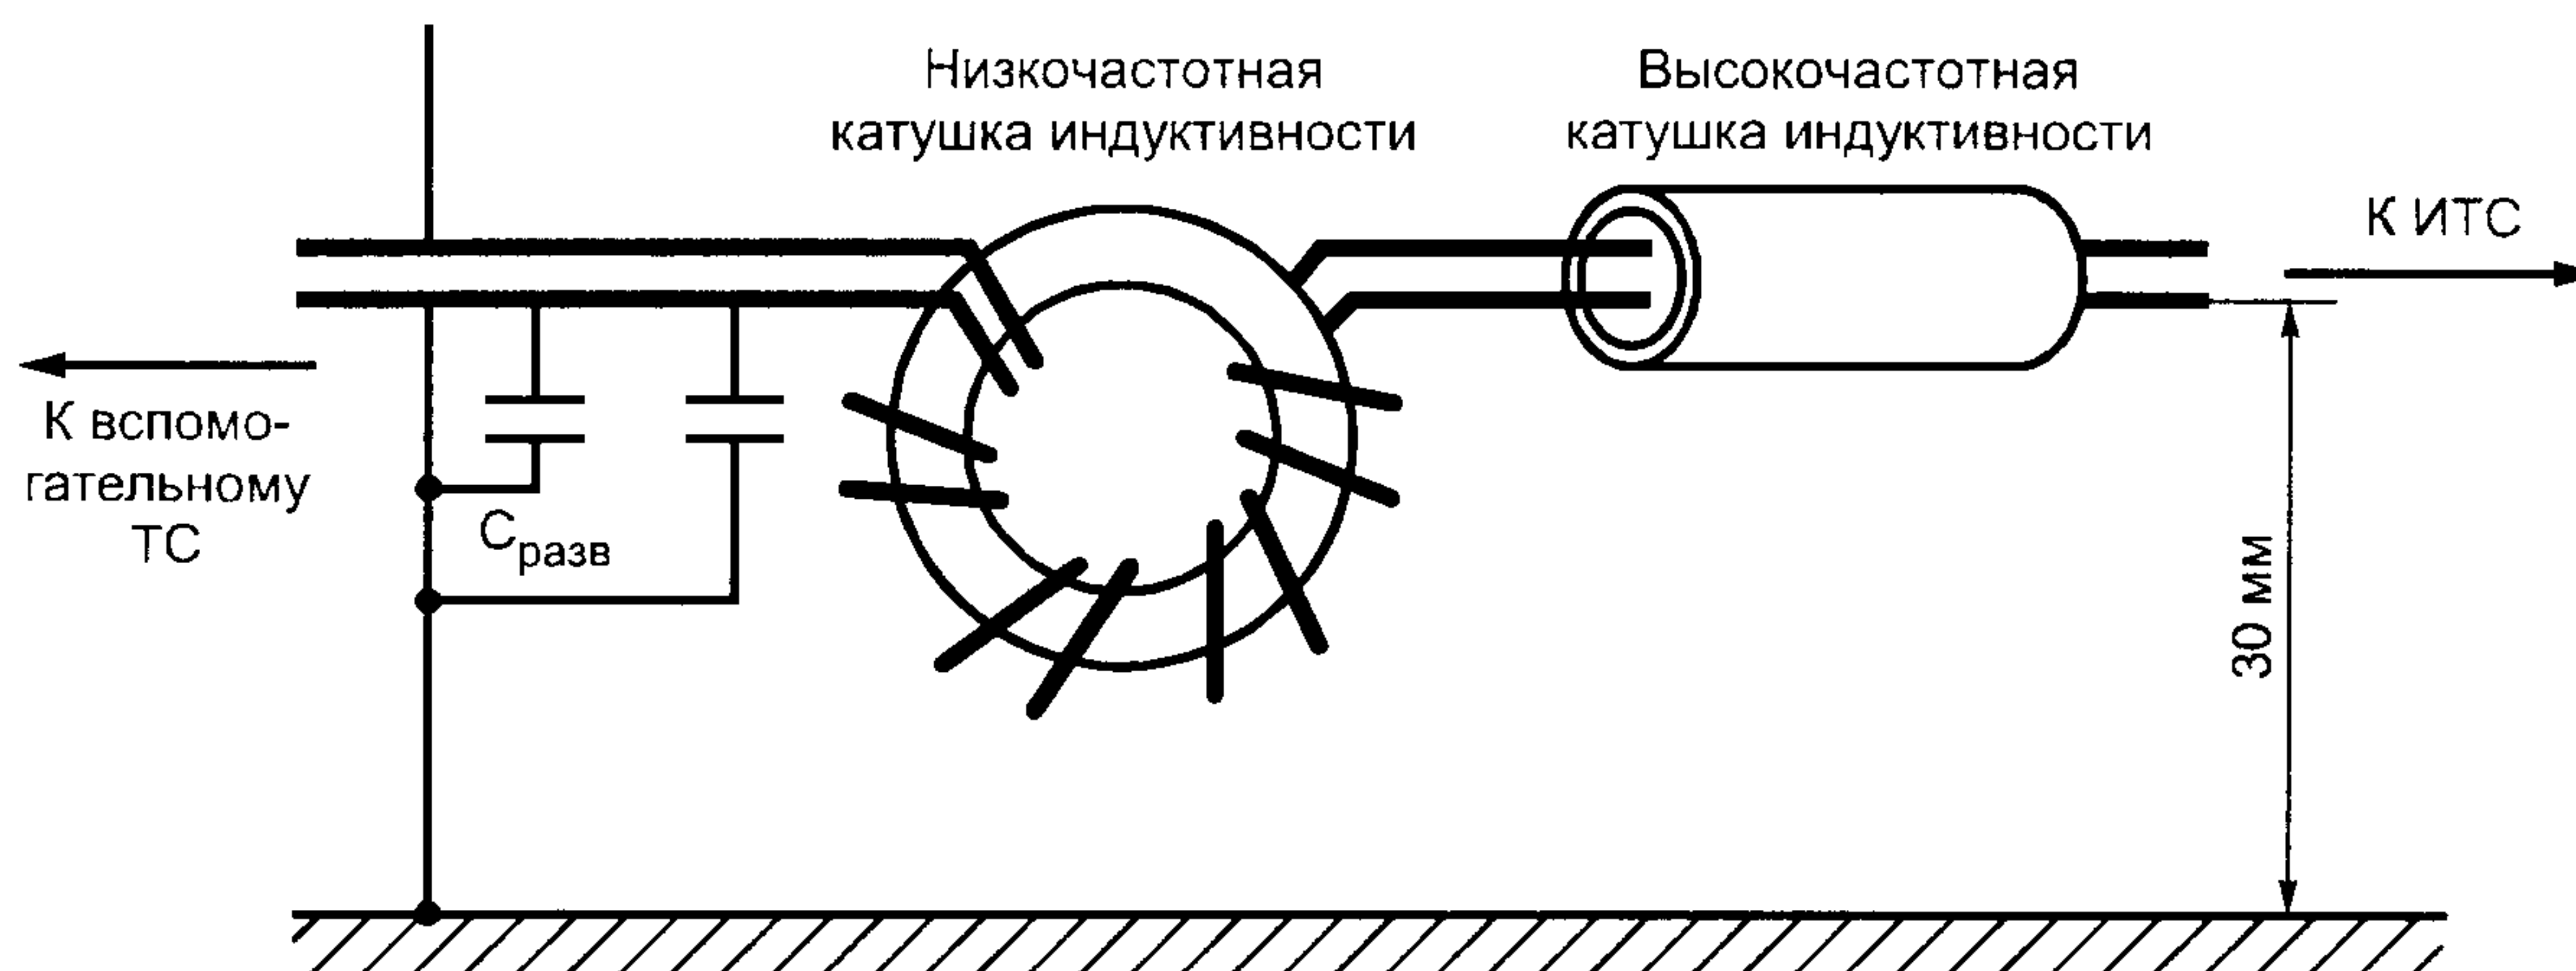 Низкочастотная
катушка индуктивности
Высокочастотная
катушка индуктивности
К ИТС
К вспомо-
гательному
ТС
Cразв
30 мм